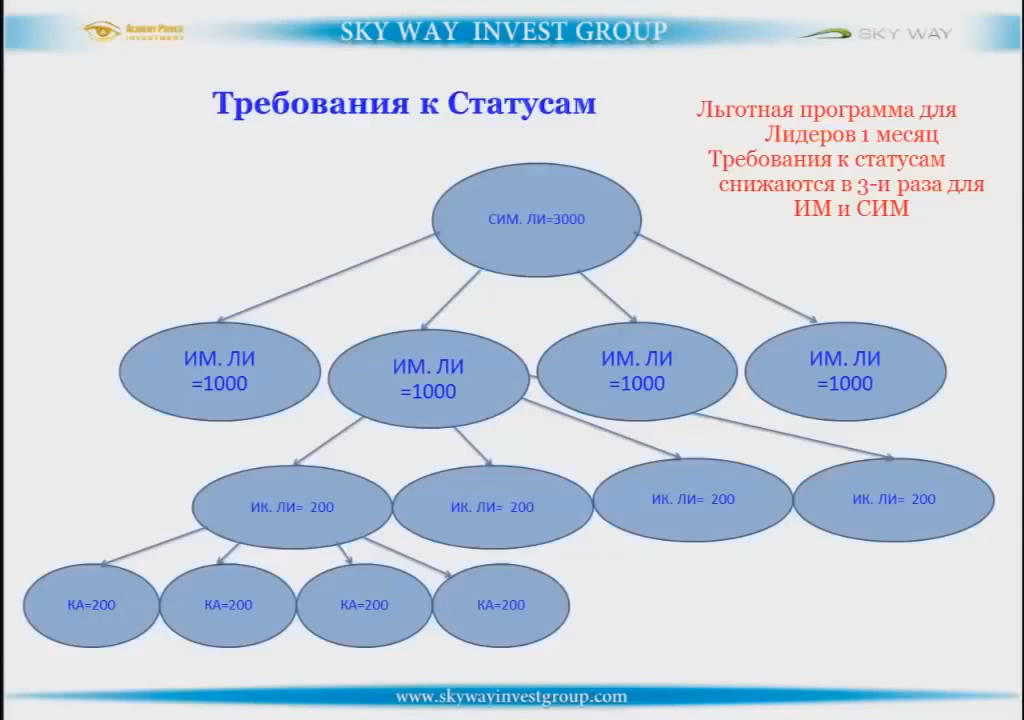 ACADEMY PRIVATE
INVESTMENT
SKY WAY INVEST GROUP
SKY WAY
Требования к Статусам
Льготная программа для
Лидеров 1 месяц
Требования к статусам
снижаются в 3-и раза для
ИМ и СИМ
СИМ. ЛИ=3000
ИМ. ЛИ
=1000
ИМ. ЛИ
=1000
ИМ. ЛИ
=1000
ИМ. ЛИ
=1000
ИК. ЛИ= 200
ИК. ЛИ= 200
ИК. ЛИ= 200
ИК. ЛИ= 200
КА=200
КА=200
КА=200
КА=200
www.skywayinvestgroup.com